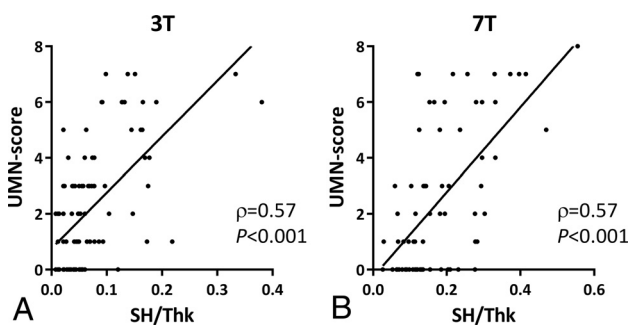 3T
A
UMN-score
8
6
4
2
0
0.0 0.1 0.2 0.3 0.4
SH/Thk
ρ=0.57
P<0.001
7T
B
UMN-score
8
6
4
2
0
0.0 0.2 0.4 0.6
SH/Thk
ρ=0.57
P<0.001